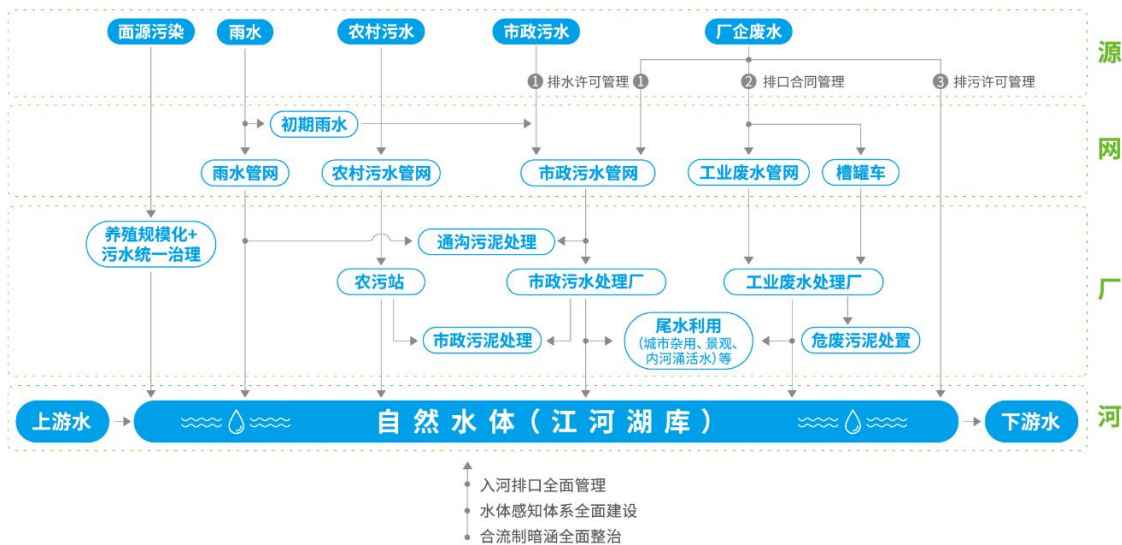 面源污染
雨水
农村污水
市政污水
厂企废水
源
1 排水许可管理 1
2 排口合同管理
3 排污许可管理
初期雨水
网
雨水管网
农村污水管网
市政污水管网
工业废水管网
槽罐车
养殖规模化+
污水统一治理
通沟污泥处理
农污站
市政污水处理厂
工业废水处理厂
厂
市政污泥处理
尾水利用
（城市杂用、景观、
内河涌活水）等
危废污泥处置
上游水
自然水体（江河湖库）
下游水
河
入河排口全面管理
水体感知体系全面建设
合流制暗涵全面整治